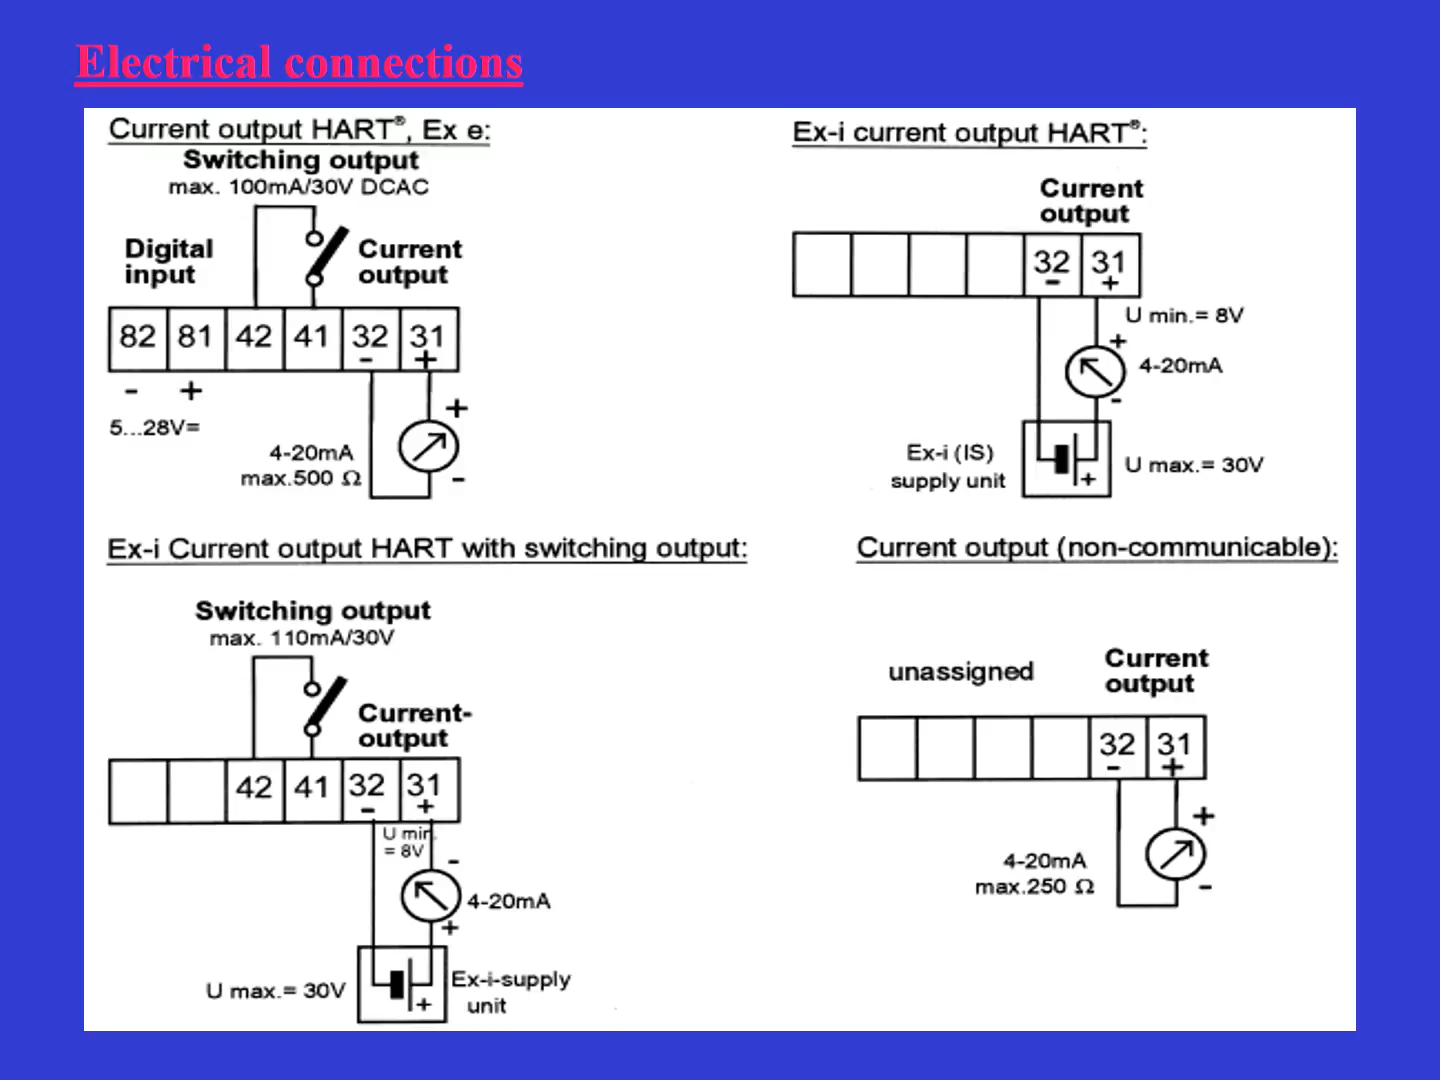 Electrical connections
Current output HART®, Ex e:
Switching output
max. 100mA/30V DCAC
Digital
input
Current
output
82 81 42 41 32 31
- +
- +
5...28V=
+
4-20mA
max.500 Ω
-
Ex-i current output HART®:
Current
output
32 31
- +
U min.= 8V
+
4-20mA
-
Ex-i (IS)
supply unit
U max.= 30V
+
Ex-i Current output HART with switching output:
Switching output
max. 110mA/30V
Current-
output
42 41 32 31
- +
U min.
= 8V
-
4-20mA
+
U max.= 30V
Ex-i-supply
unit
+
Current output (non-communicable):
unassigned
Current
output
32 31
- +
+
4-20mA
max.250 Ω
-